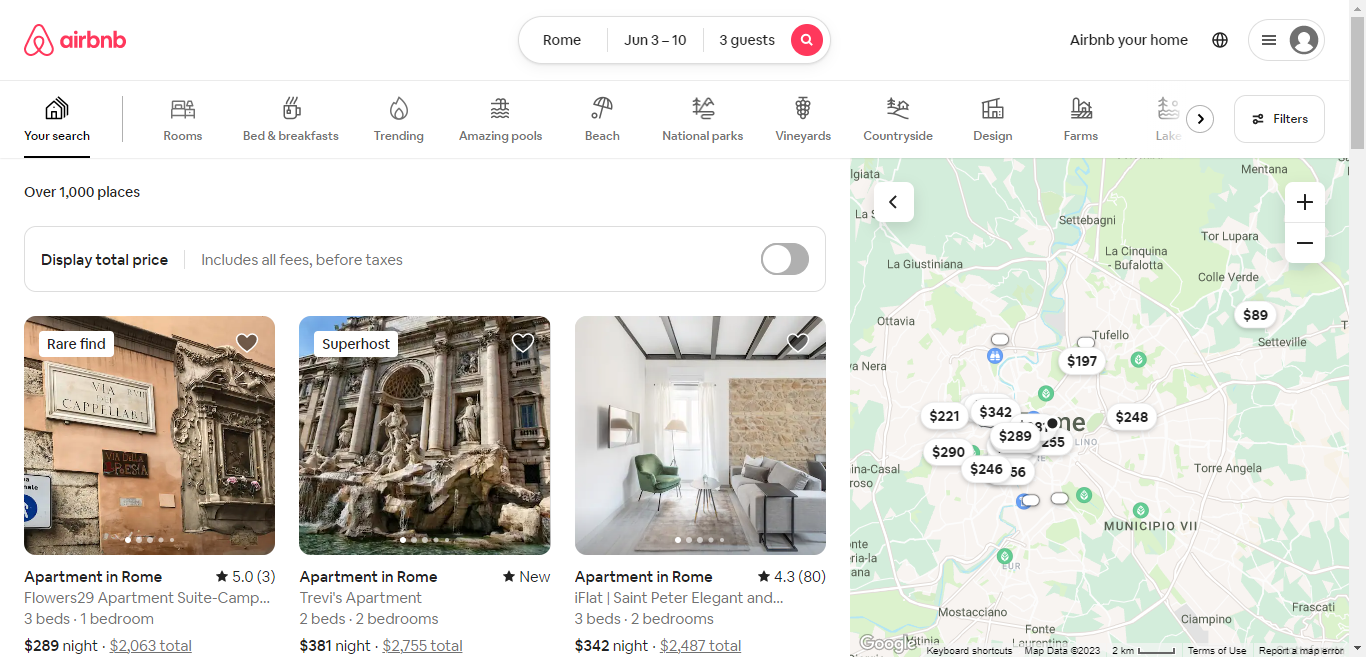 airbnb
Rome
Jun 3 – 10
3 guests
Airbnb your home
Your search
Rooms
Bed & breakfasts
Trending
Amazing pools
Beach
National parks
Vineyards
Countryside
Design
Farms
Lake
Filters
Over 1,000 places
Display total price
Includes all fees, before taxes
Rare find
VIA
CAPPELLARI
VIA DELLA
POESIA
Superhost
Apartment in Rome
5.0 (3)
Flowers29 Apartment Suite-Camp...
3 beds · 1 bedroom
$289 night · $2,063 total
Apartment in Rome
New
Trevi's Apartment
2 beds · 2 bedrooms
$381 night · $2,755 total
Apartment in Rome
4.3 (80)
iFlat | Saint Peter Elegant and...
3 beds · 2 bedrooms
$342 night · $2,487 total
Mentana
Settebagni
Tor Lupara
La Cinquina
- Bufalotta
La Giustiniana
Colle Verde
$89
Ottavia
Tufello
Setteville
$197
$221
$342
$248
$289
$290
$246
56
Torre Angela
MUNICIPIO VII
EUR
Mostacciano
Fonte
Laurentina
Ciampino
Frascati
Google
Keyboard shortcuts
Map Data ©2023
2 km
Terms of Use
Report a map error